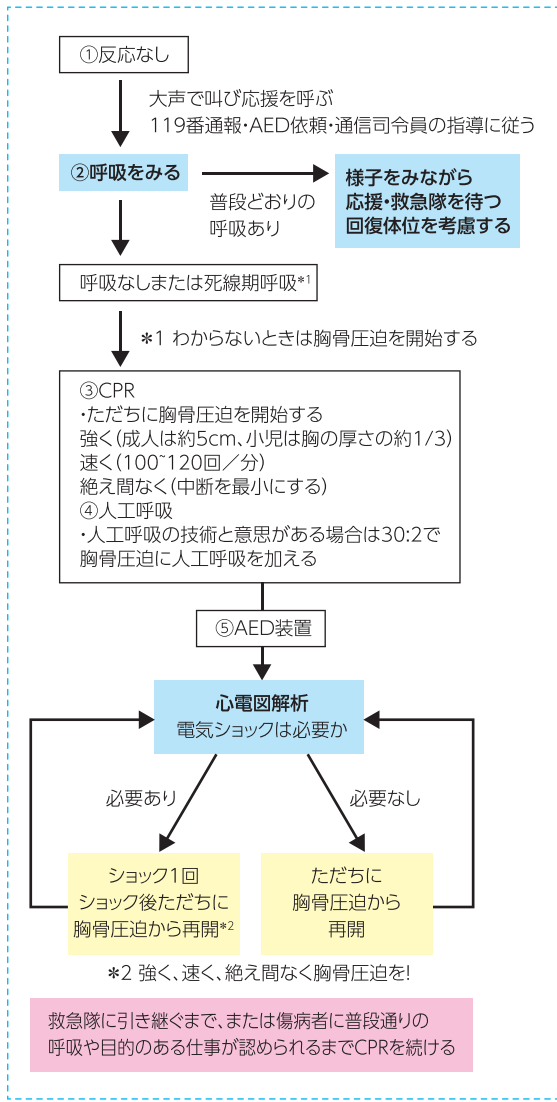 ①反応なし
大声で叫び応援を呼ぶ
119番通報・AED依頼・通信司令員の指導に従う
②呼吸をみる
普段どおりの
呼吸あり
様子をみながら
応援・救急隊を待つ
回復体位を考慮する
呼吸なしまたは死線期呼吸*1
*1 わからないときは胸骨圧迫を開始する
③CPR
・ただちに胸骨圧迫を開始する
強く(成人は約5cm、小児は胸の厚さの約1/3)
速く(100~120回／分)
絶え間なく(中断を最小にする)
④人工呼吸
・人工呼吸の技術と意思がある場合は30:2で
胸骨圧迫に人工呼吸を加える
⑤AED装置
心電図解析
電気ショックは必要か
必要あり
必要なし
ショック1回
ショック後ただちに
胸骨圧迫から再開*2
ただちに
胸骨圧迫から
再開
*2 強く、速く、絶え間なく胸骨圧迫を!
救急隊に引き継ぐまで、または傷病者に普段通りの
呼吸や目的のある仕事が認められるまでCPRを続ける